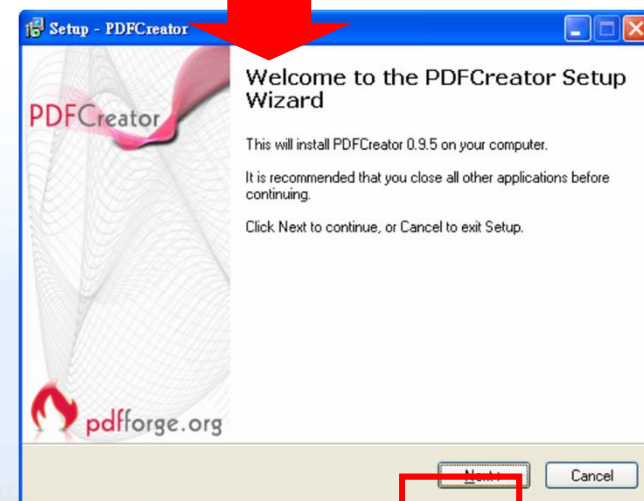 Setup - PDFCreator
PDFCreator
Welcome to the PDFCreator Setup
Wizard
This will install PDFCreator 0.9.5 on your computer.
It is recommended that you close all other applications before
continuing.
Click Next to continue, or Cancel to exit Setup.
pdfforge.org
Next >
Cancel